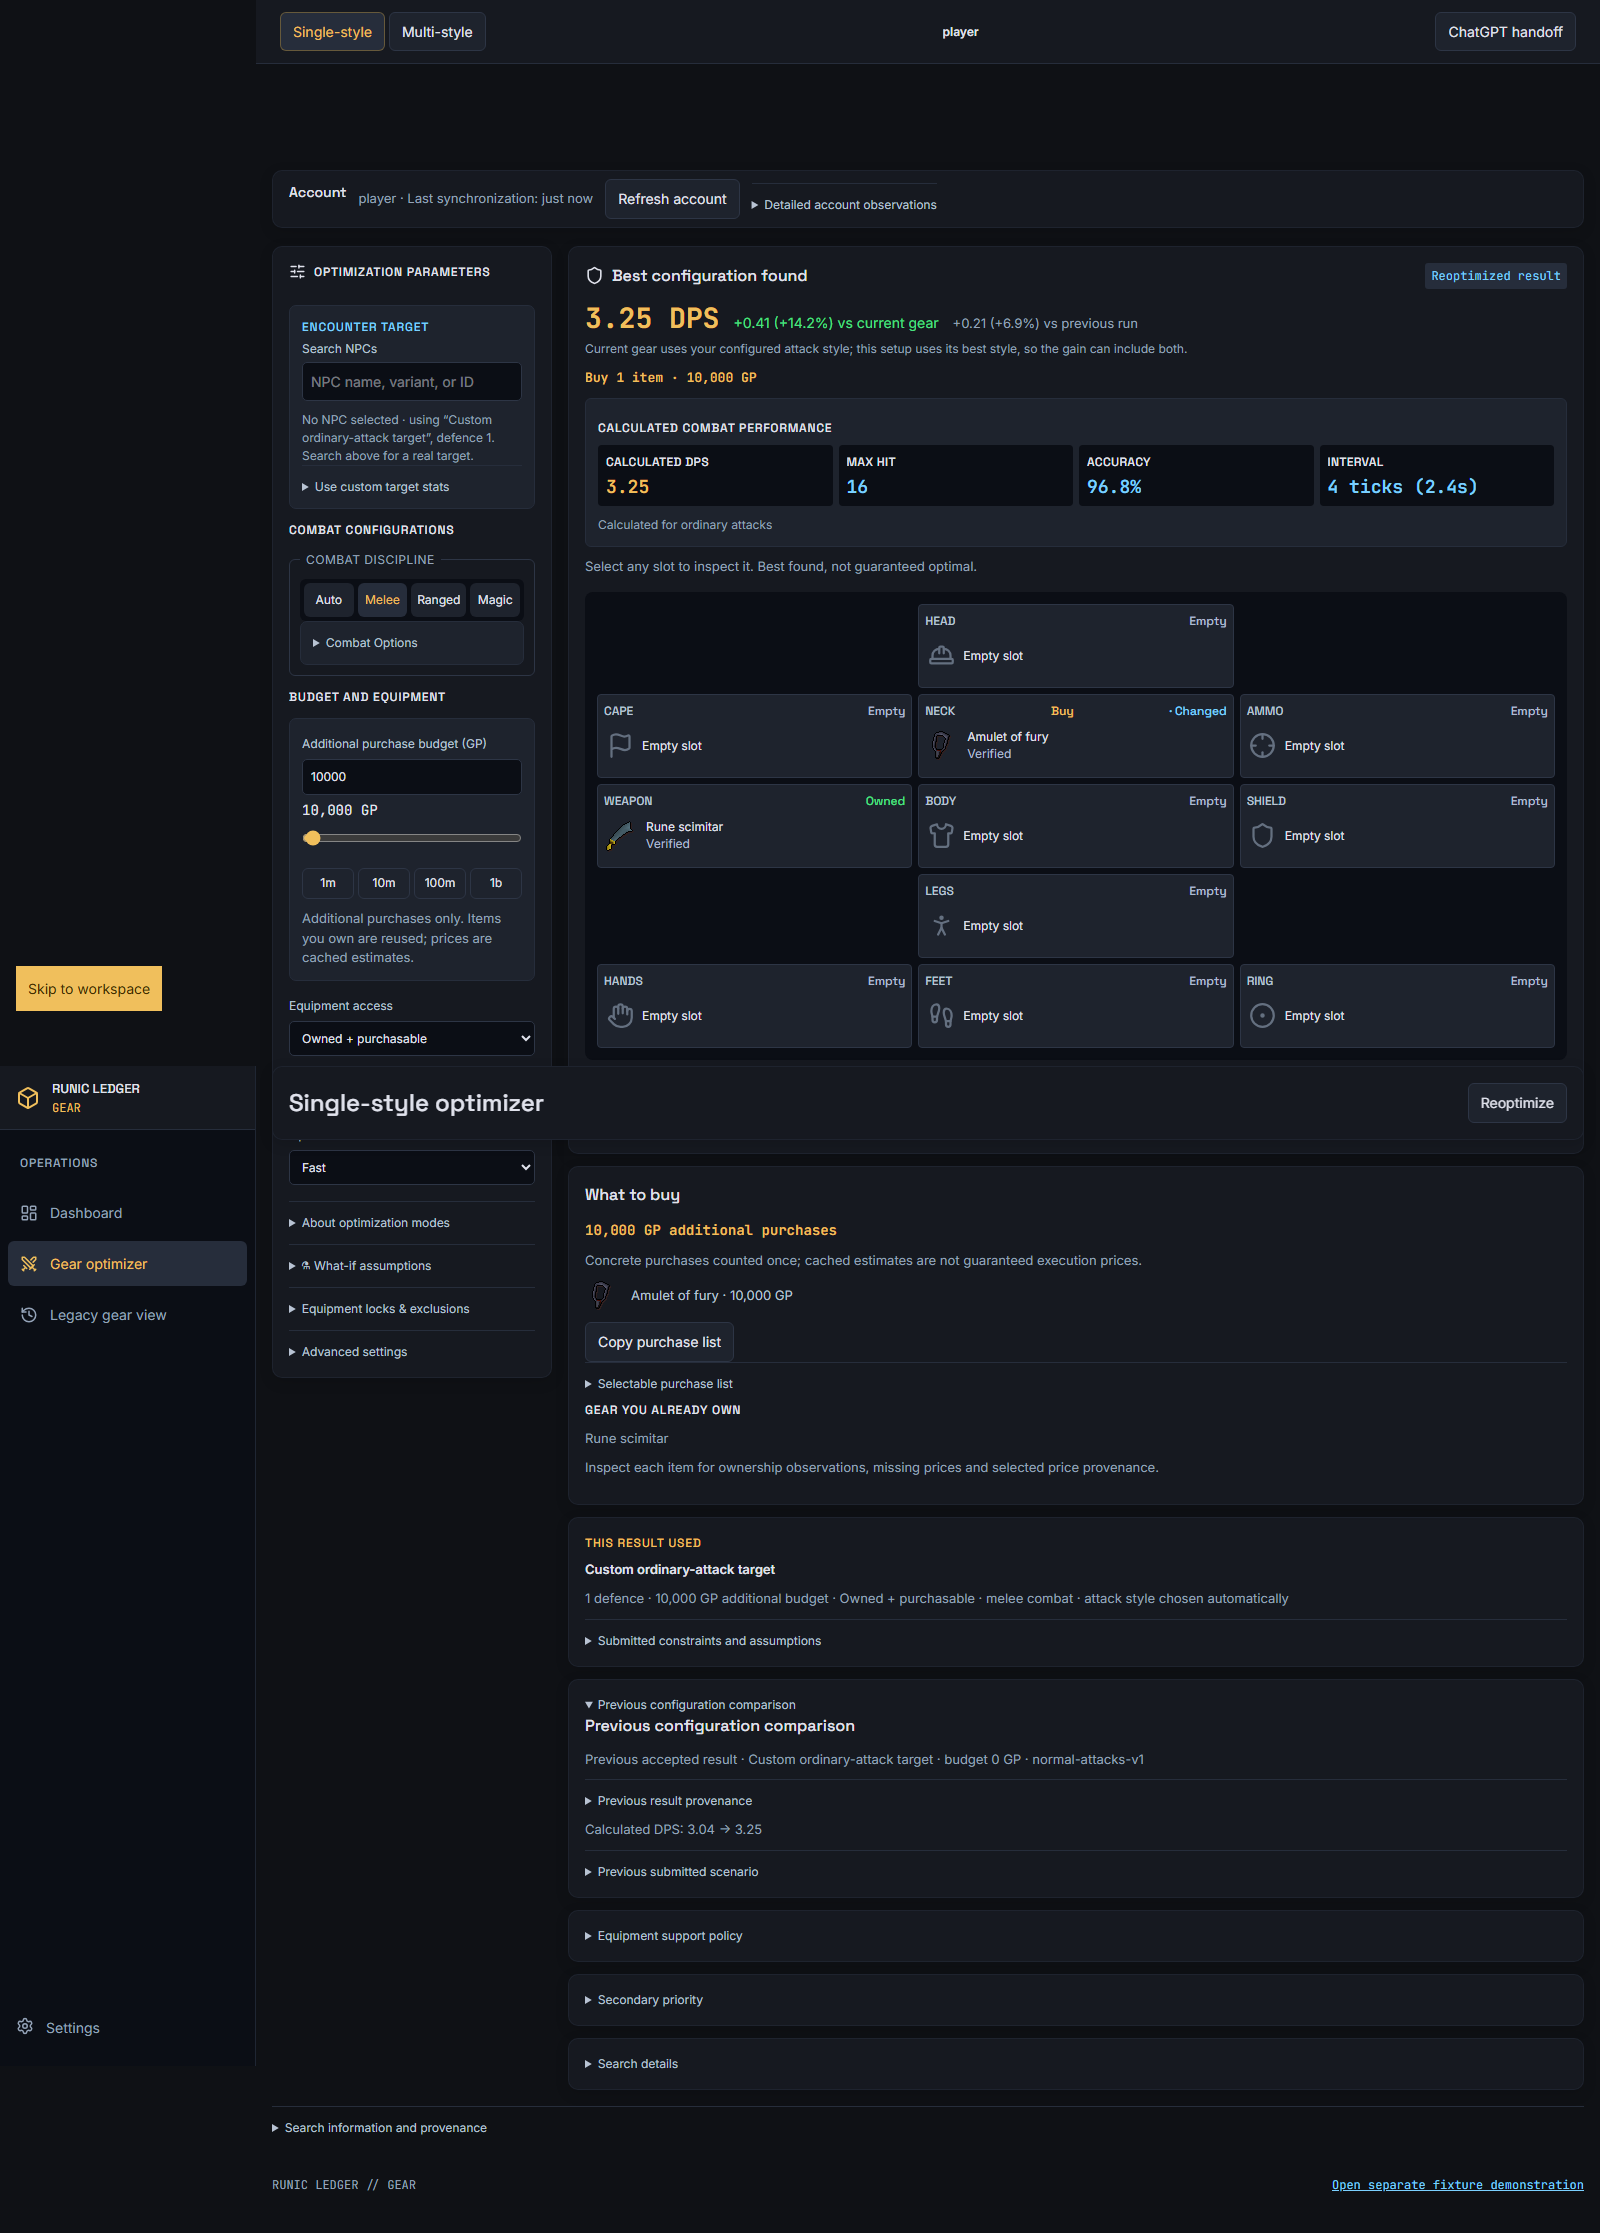 Single-style
Multi-style
player
ChatGPT handoff
Account
player · Last synchronization: just now
Refresh account
Detailed account observations
OPTIMIZATION PARAMETERS
ENCOUNTER TARGET
Search NPCs
NPC name, variant, or ID
No NPC selected · using “Custom
ordinary-attack target”, defence 1.
Search above for a real target.
Use custom target stats
COMBAT CONFIGURATIONS
COMBAT DISCIPLINE
Auto
Melee
Ranged
Magic
Combat Options
BUDGET AND EQUIPMENT
Additional purchase budget (GP)
10000
10,000 GP
1m
10m
100m
1b
Additional purchases only. Items
you own are reused; prices are
cached estimates.
Equipment access
Owned + purchasable
Fast
About optimization modes
What-if assumptions
Equipment locks & exclusions
Advanced settings
Best configuration found
Reoptimized result
3.25 DPS
+0.41 (+14.2%) vs current gear
+0.21 (+6.9%) vs previous run
Current gear uses your configured attack style; this setup uses its best style, so the gain can include both.
Buy 1 item · 10,000 GP
CALCULATED COMBAT PERFORMANCE
CALCULATED DPS
3.25
MAX HIT
16
ACCURACY
96.8%
INTERVAL
4 ticks (2.4s)
Calculated for ordinary attacks
Select any slot to inspect it. Best found, not guaranteed optimal.
HEAD
Empty
Empty slot
CAPE
Empty
Empty slot
NECK
Buy
· Changed
Amulet of fury
Verified
AMMO
Empty
Empty slot
WEAPON
Owned
Rune scimitar
Verified
BODY
Empty
Empty slot
SHIELD
Empty
Empty slot
LEGS
Empty
Empty slot
HANDS
Empty
Empty slot
FEET
Empty
Empty slot
RING
Empty
Empty slot
Skip to workspace
RUNIC LEDGER
GEAR
OPERATIONS
Dashboard
Gear optimizer
Legacy gear view
Settings
Single-style optimizer
Reoptimize
What to buy
10,000 GP additional purchases
Concrete purchases counted once; cached estimates are not guaranteed execution prices.
Amulet of fury · 10,000 GP
Copy purchase list
Selectable purchase list
GEAR YOU ALREADY OWN
Rune scimitar
Inspect each item for ownership observations, missing prices and selected price provenance.
THIS RESULT USED
Custom ordinary-attack target
1 defence · 10,000 GP additional budget · Owned + purchasable · melee combat · attack style chosen automatically
Submitted constraints and assumptions
Previous configuration comparison
Previous configuration comparison
Previous accepted result · Custom ordinary-attack target · budget 0 GP · normal-attacks-v1
Previous result provenance
Calculated DPS: 3.04 → 3.25
Previous submitted scenario
Equipment support policy
Secondary priority
Search details
Search information and provenance
RUNIC LEDGER // GEAR
Open separate fixture demonstration